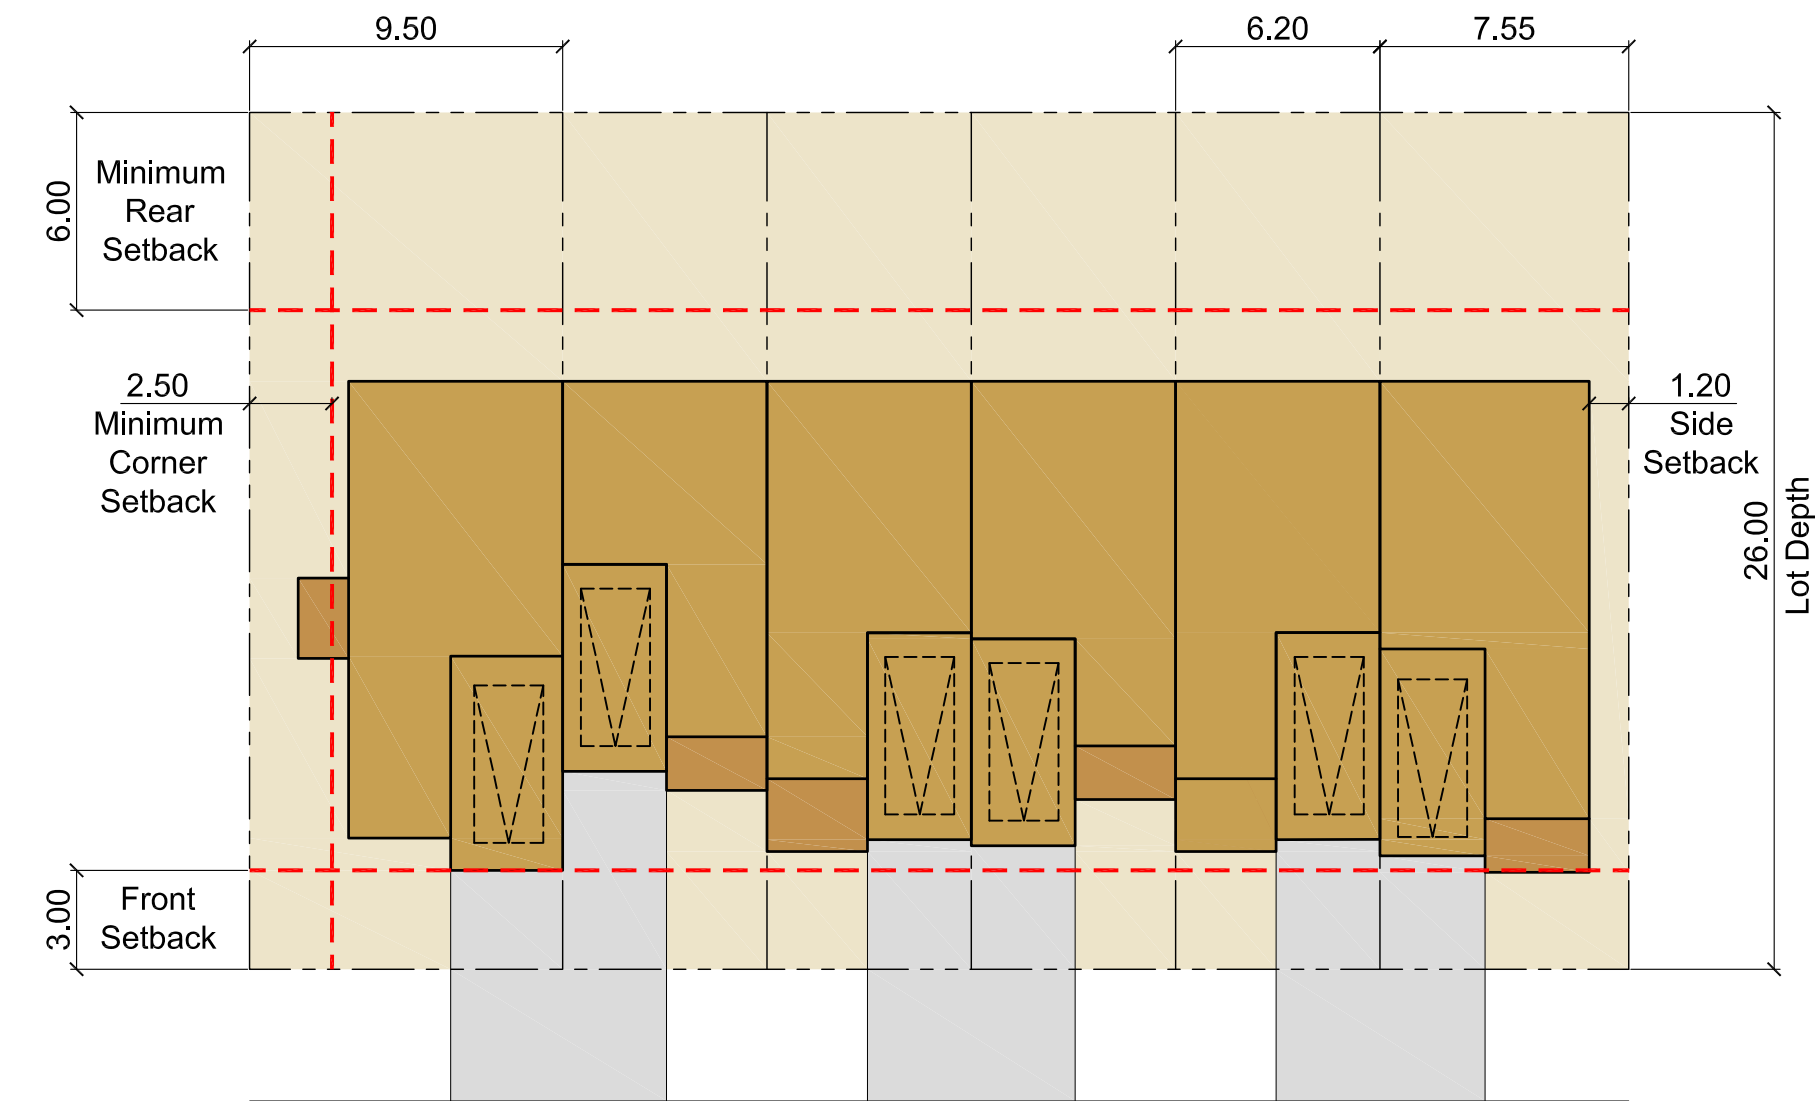 9.50
6.20
7.55
6.00
Minimum
Rear
Setback
2.50
Minimum
Corner
Setback
1.20
Side
Setback
26.00
Lot Depth
3.00
Front
Setback